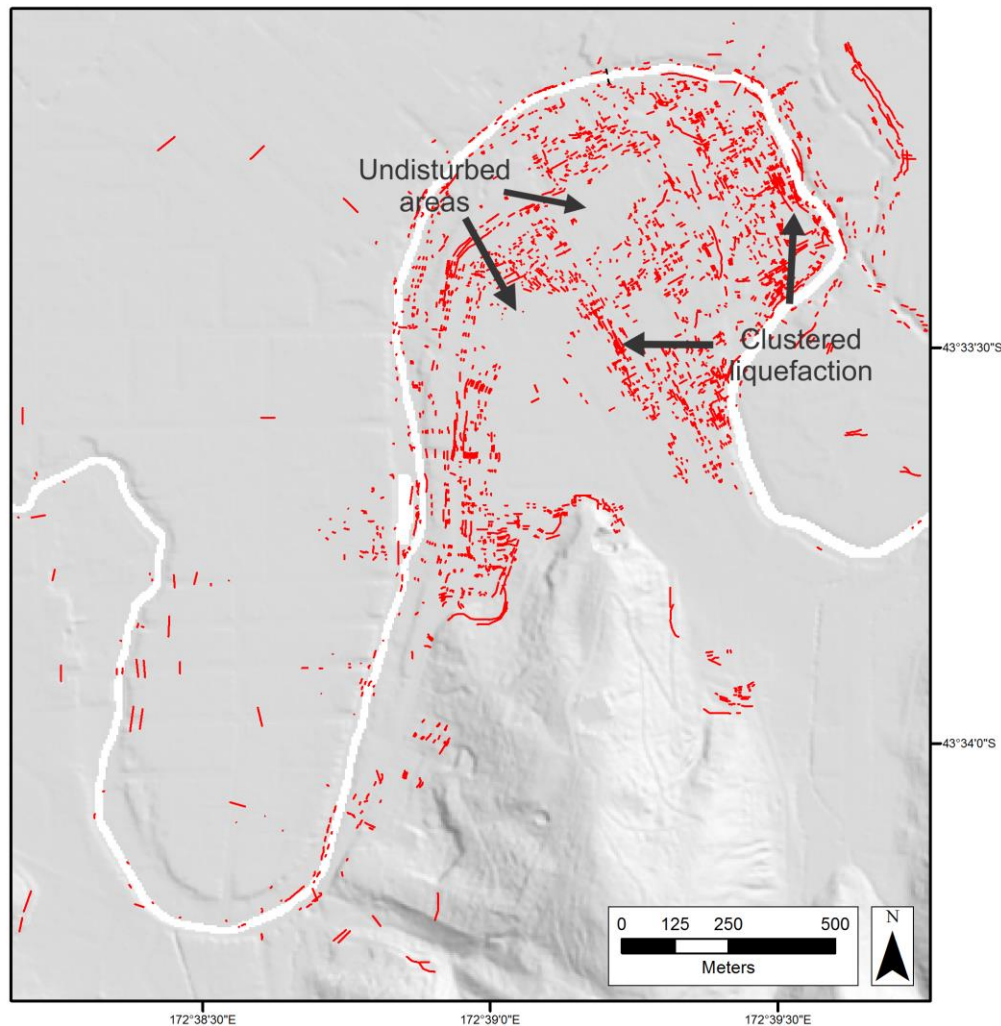 Undisturbed
areas
43°33'30"S
Clustered
liquefaction
43°34'0"S
0 125 250 500
Meters
N
172°38'30"E 172°39'0"E 172°39'30"E